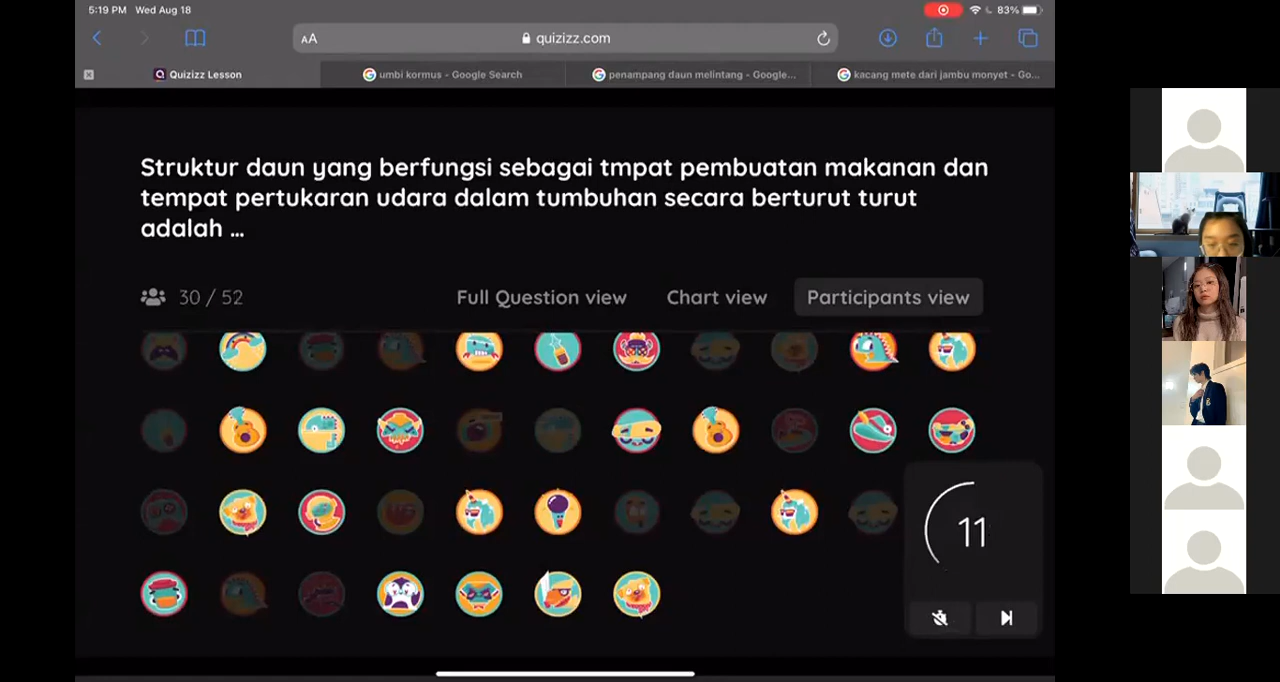 5:19 PM Wed Aug 18
83%
AA
quizizz.com
Quizizz Lesson
umbi kormus - Google Search
penampang daun melintang - Google...
kacang mete dari jambu monyet - Go...
Struktur daun yang berfungsi sebagai tmpat pembuatan makanan dan
tempat pertukaran udara dalam tumbuhan secara berturut turut
adalah ...
30 / 52
Full Question view
Chart view
Participants view
11